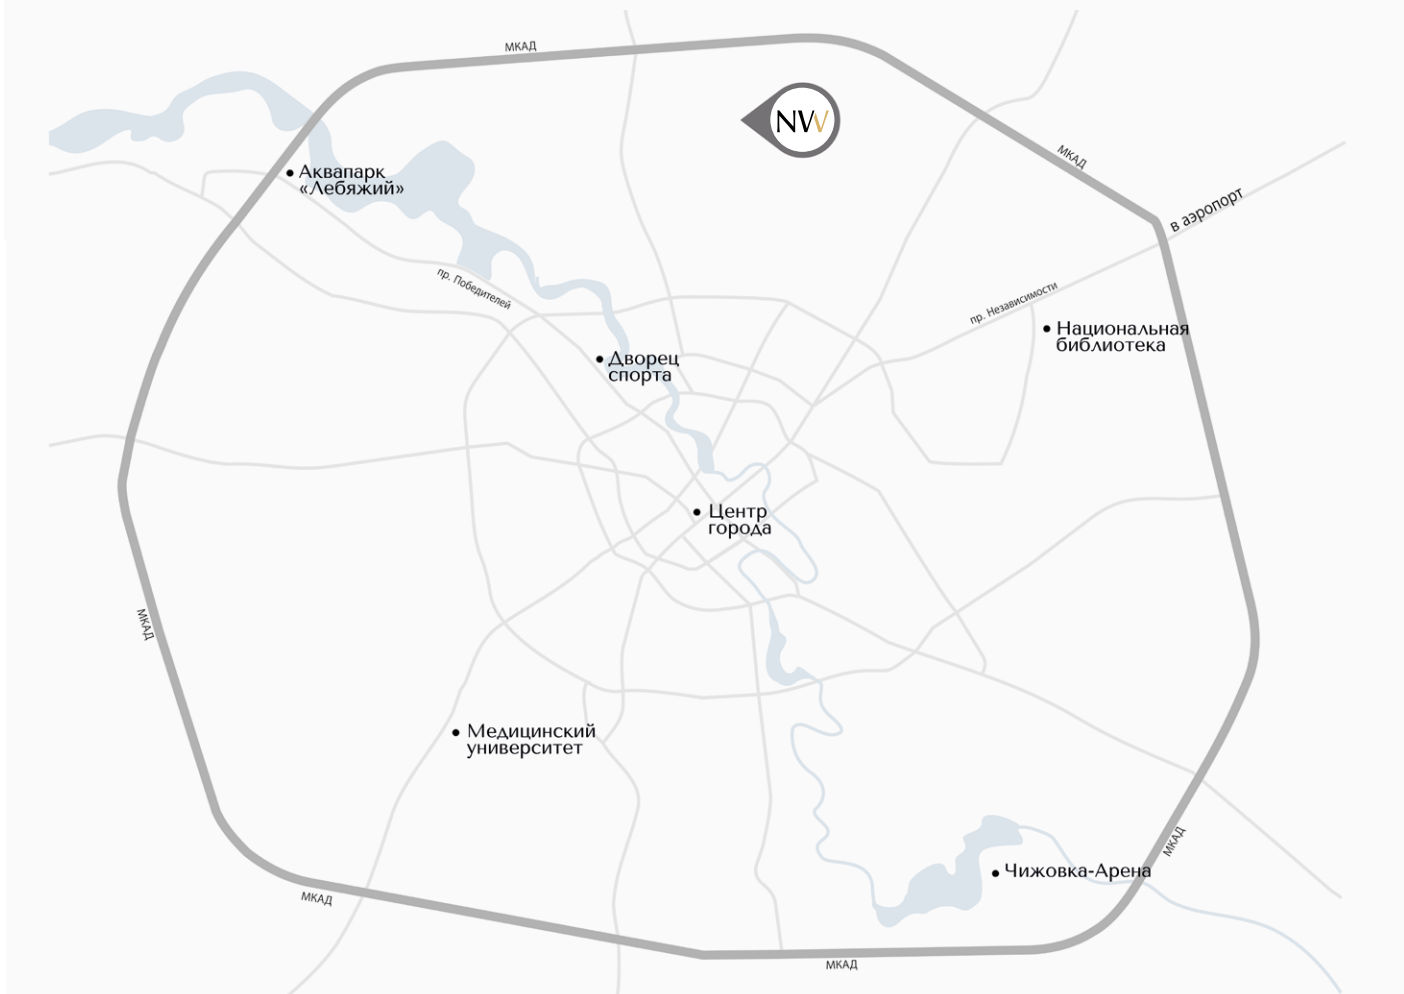 МКАД
NW
МКАД
Аквапарк
«Лебяжий»
в аэропорт
пр. Победителей
пр. Независимости
Национальная
библиотека
Дворец
спорта
Центр
города
МКАД
Медицинский
университет
МКАД
Чижовка-Арена
МКАД
МКАД